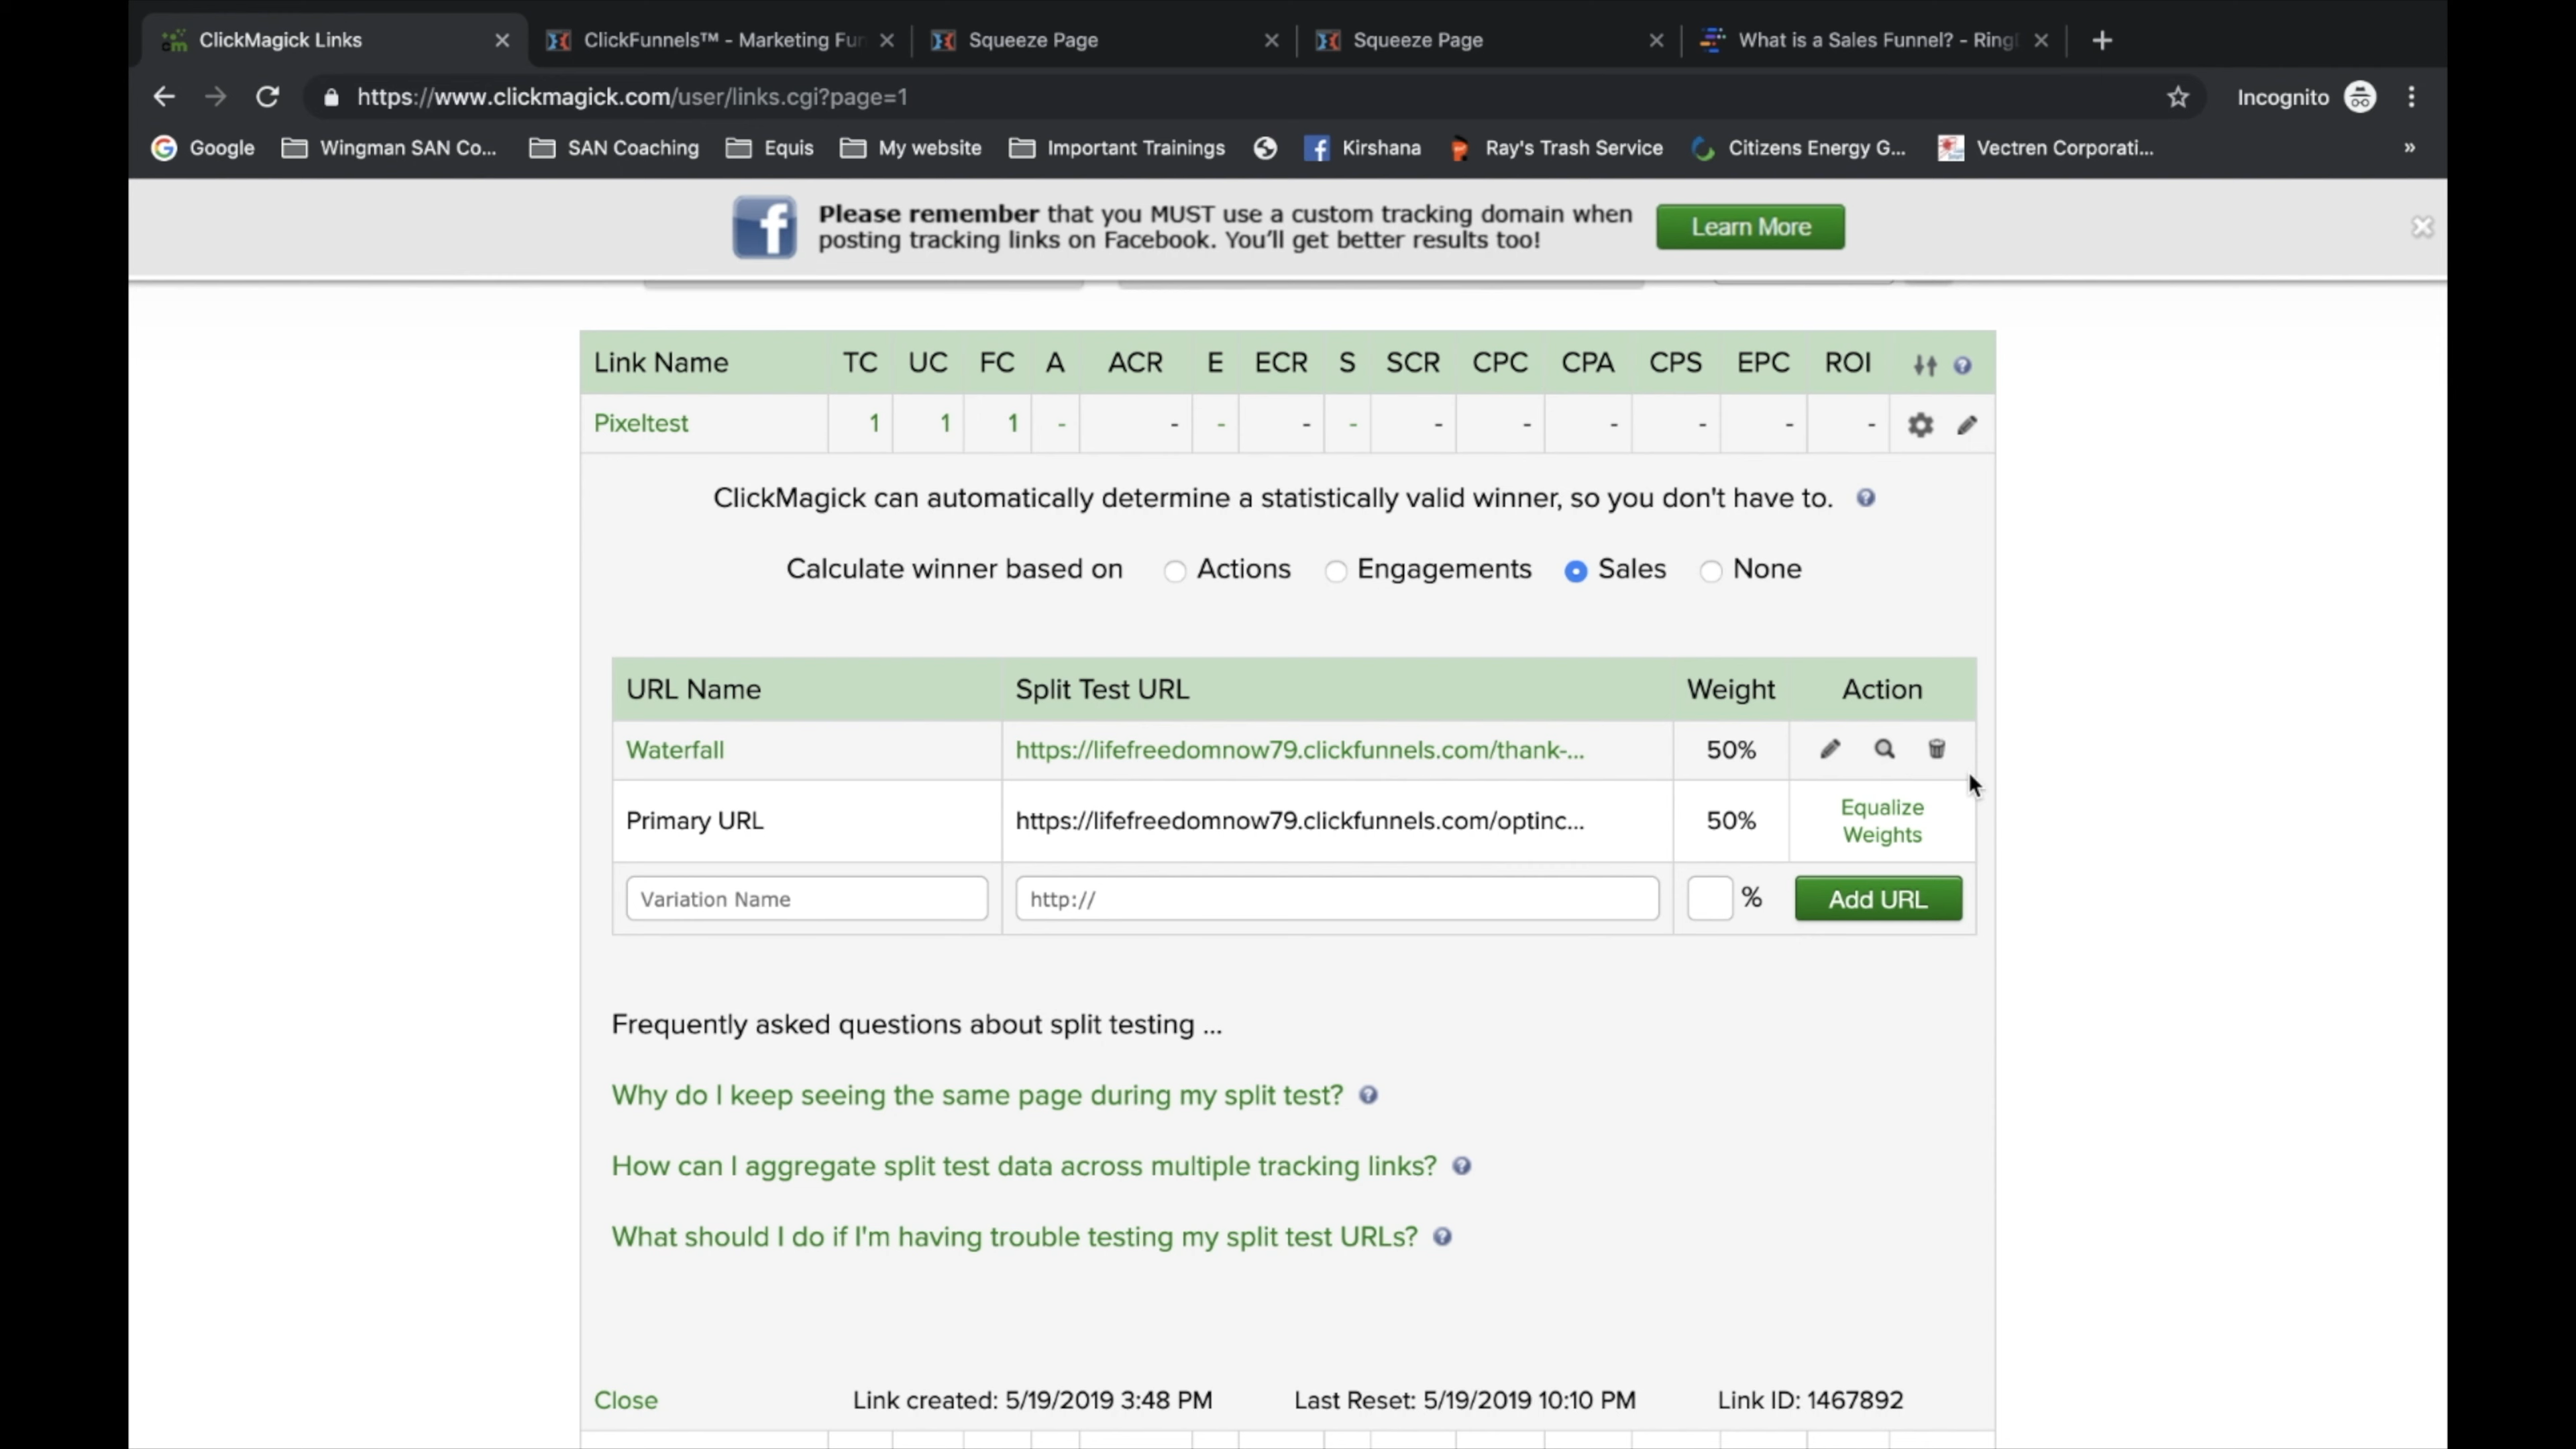 ClickMagick Links
ClickFunnels™ - Marketing Fun
Squeeze Page
Squeeze Page
What is a Sales Funnel? - Ring
https://www.clickmagick.com/user/links.cgi?page=1
Incognito
Google
Wingman SAN Co...
SAN Coaching
Equis
My website
Important Trainings
Kirshana
Ray's Trash Service
Citizens Energy G...
Vectren Corporati...
»
Please remember that you MUST use a custom tracking domain when
posting tracking links on Facebook. You'll get better results too!
Learn More
Link Name TC UC FC A ACR E ECR S SCR CPC CPA CPS EPC ROI
Pixeltest 1 1 1 - - - - - - - - - - -
ClickMagick can automatically determine a statistically valid winner, so you don't have to.
Calculate winner based on Actions Engagements Sales None
URL Name Split Test URL Weight Action
Waterfall https://lifefreedomnow79.clickfunnels.com/thank-... 50%
Primary URL https://lifefreedomnow79.clickfunnels.com/optinc... 50% Equalize
Weights
Variation Name http:// % Add URL
Frequently asked questions about split testing ...
Why do I keep seeing the same page during my split test?
How can I aggregate split test data across multiple tracking links?
What should I do if I'm having trouble testing my split test URLs?
Close Link created: 5/19/2019 3:48 PM Last Reset: 5/19/2019 10:10 PM Link ID: 1467892